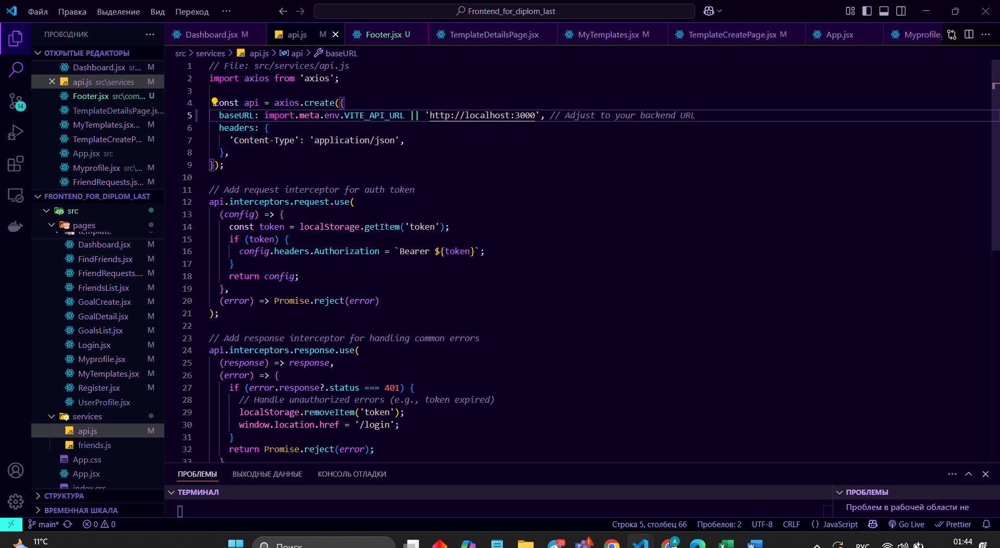 Файл Правка Выделение Вид Переход ··· Frontend_for_diplom_last
ПРОВОДНИК ···
ОТКРЫТЫЕ РЕДАКТОРЫ
Dashboard.jsx sr... M
api.js src\services M
Footer.jsx src\com... U
TemplateDetailsPage.js...
MyTemplates.jsx... M
TemplateCreateP... M
App.jsx src
Myprofile.jsx src\... M
FriendRequests.js... M
FRONTEND_FOR_DIPLOM_LAST
src
pages
template
Dashboard.jsx M
FindFriends.jsx M
FriendRequests.... M
FriendsList.jsx M
GoalCreate.jsx M
GoalDetail.jsx M
GoalsList.jsx M
Login.jsx M
Myprofile.jsx M
MyTemplates.jsx M
Register.jsx M
UserProfile.jsx
services
api.js M
friends.js
App.css
App.jsx
index.css
СТРУКТУРА
ВРЕМЕННАЯ ШКАЛА
14
Dashboard.jsx M api.js M Footer.jsx U TemplateDetailsPage.jsx MyTemplates.jsx M TemplateCreatePage.jsx M App.jsx Myprofile.
src > services > JS api.js > api > baseURL
1 // File: src/services/api.js
2 import axios from 'axios';
3
4 const api = axios.create({
5 baseURL: import.meta.env.VITE_API_URL || 'http://localhost:3000', // Adjust to your backend URL
6 headers: {
7 'Content-Type': 'application/json',
8 },
9 });
10
11 // Add request interceptor for auth token
12 api.interceptors.request.use(
13 (config) => {
14 const token = localStorage.getItem('token');
15 if (token) {
16 config.headers.Authorization = `Bearer ${token}`;
17 }
18 return config;
19 },
20 (error) => Promise.reject(error)
21 );
22
23 // Add response interceptor for handling common errors
24 api.interceptors.response.use(
25 (response) => response,
26 (error) => {
27 if (error.response?.status === 401) {
28 // Handle unauthorized errors (e.g., token expired)
29 localStorage.removeItem('token');
30 window.location.href = '/login';
31 }
32 return Promise.reject(error);
33 }
ПРОБЛЕМЫ ВЫХОДНЫЕ ДАННЫЕ КОНСОЛЬ ОТЛАДКИ
ТЕРМИНАЛ
ПРОБЛЕМЫ
Проблем в рабочей области не
main* 0 0 Строка 5, столбец 66 Пробелов: 2 UTF-8 CRLF {} JavaScript Go Live Prettier
11°C Поиск ..01 A РУС 01:44